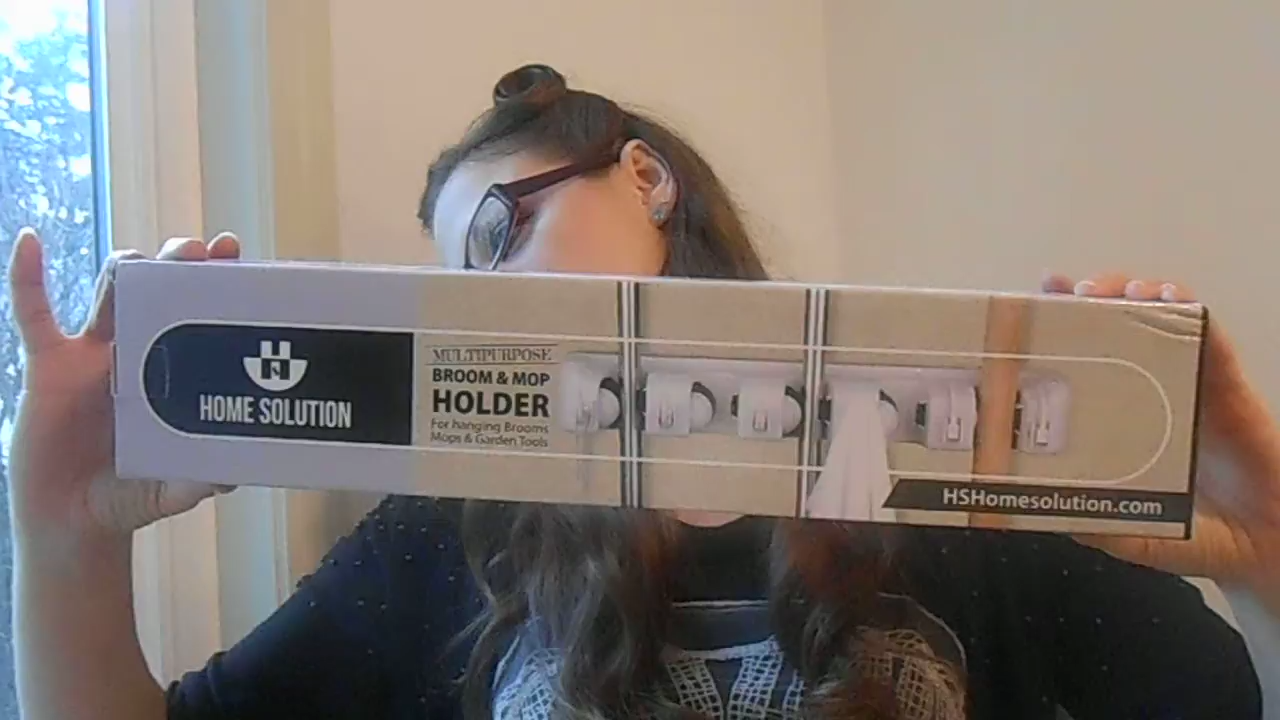 H
HOME SOLUTION
MULTIPURPOSE
BROOM & MOP
HOLDER
For hanging Brooms
Mops & Garden Tools
HSHomesolution.com